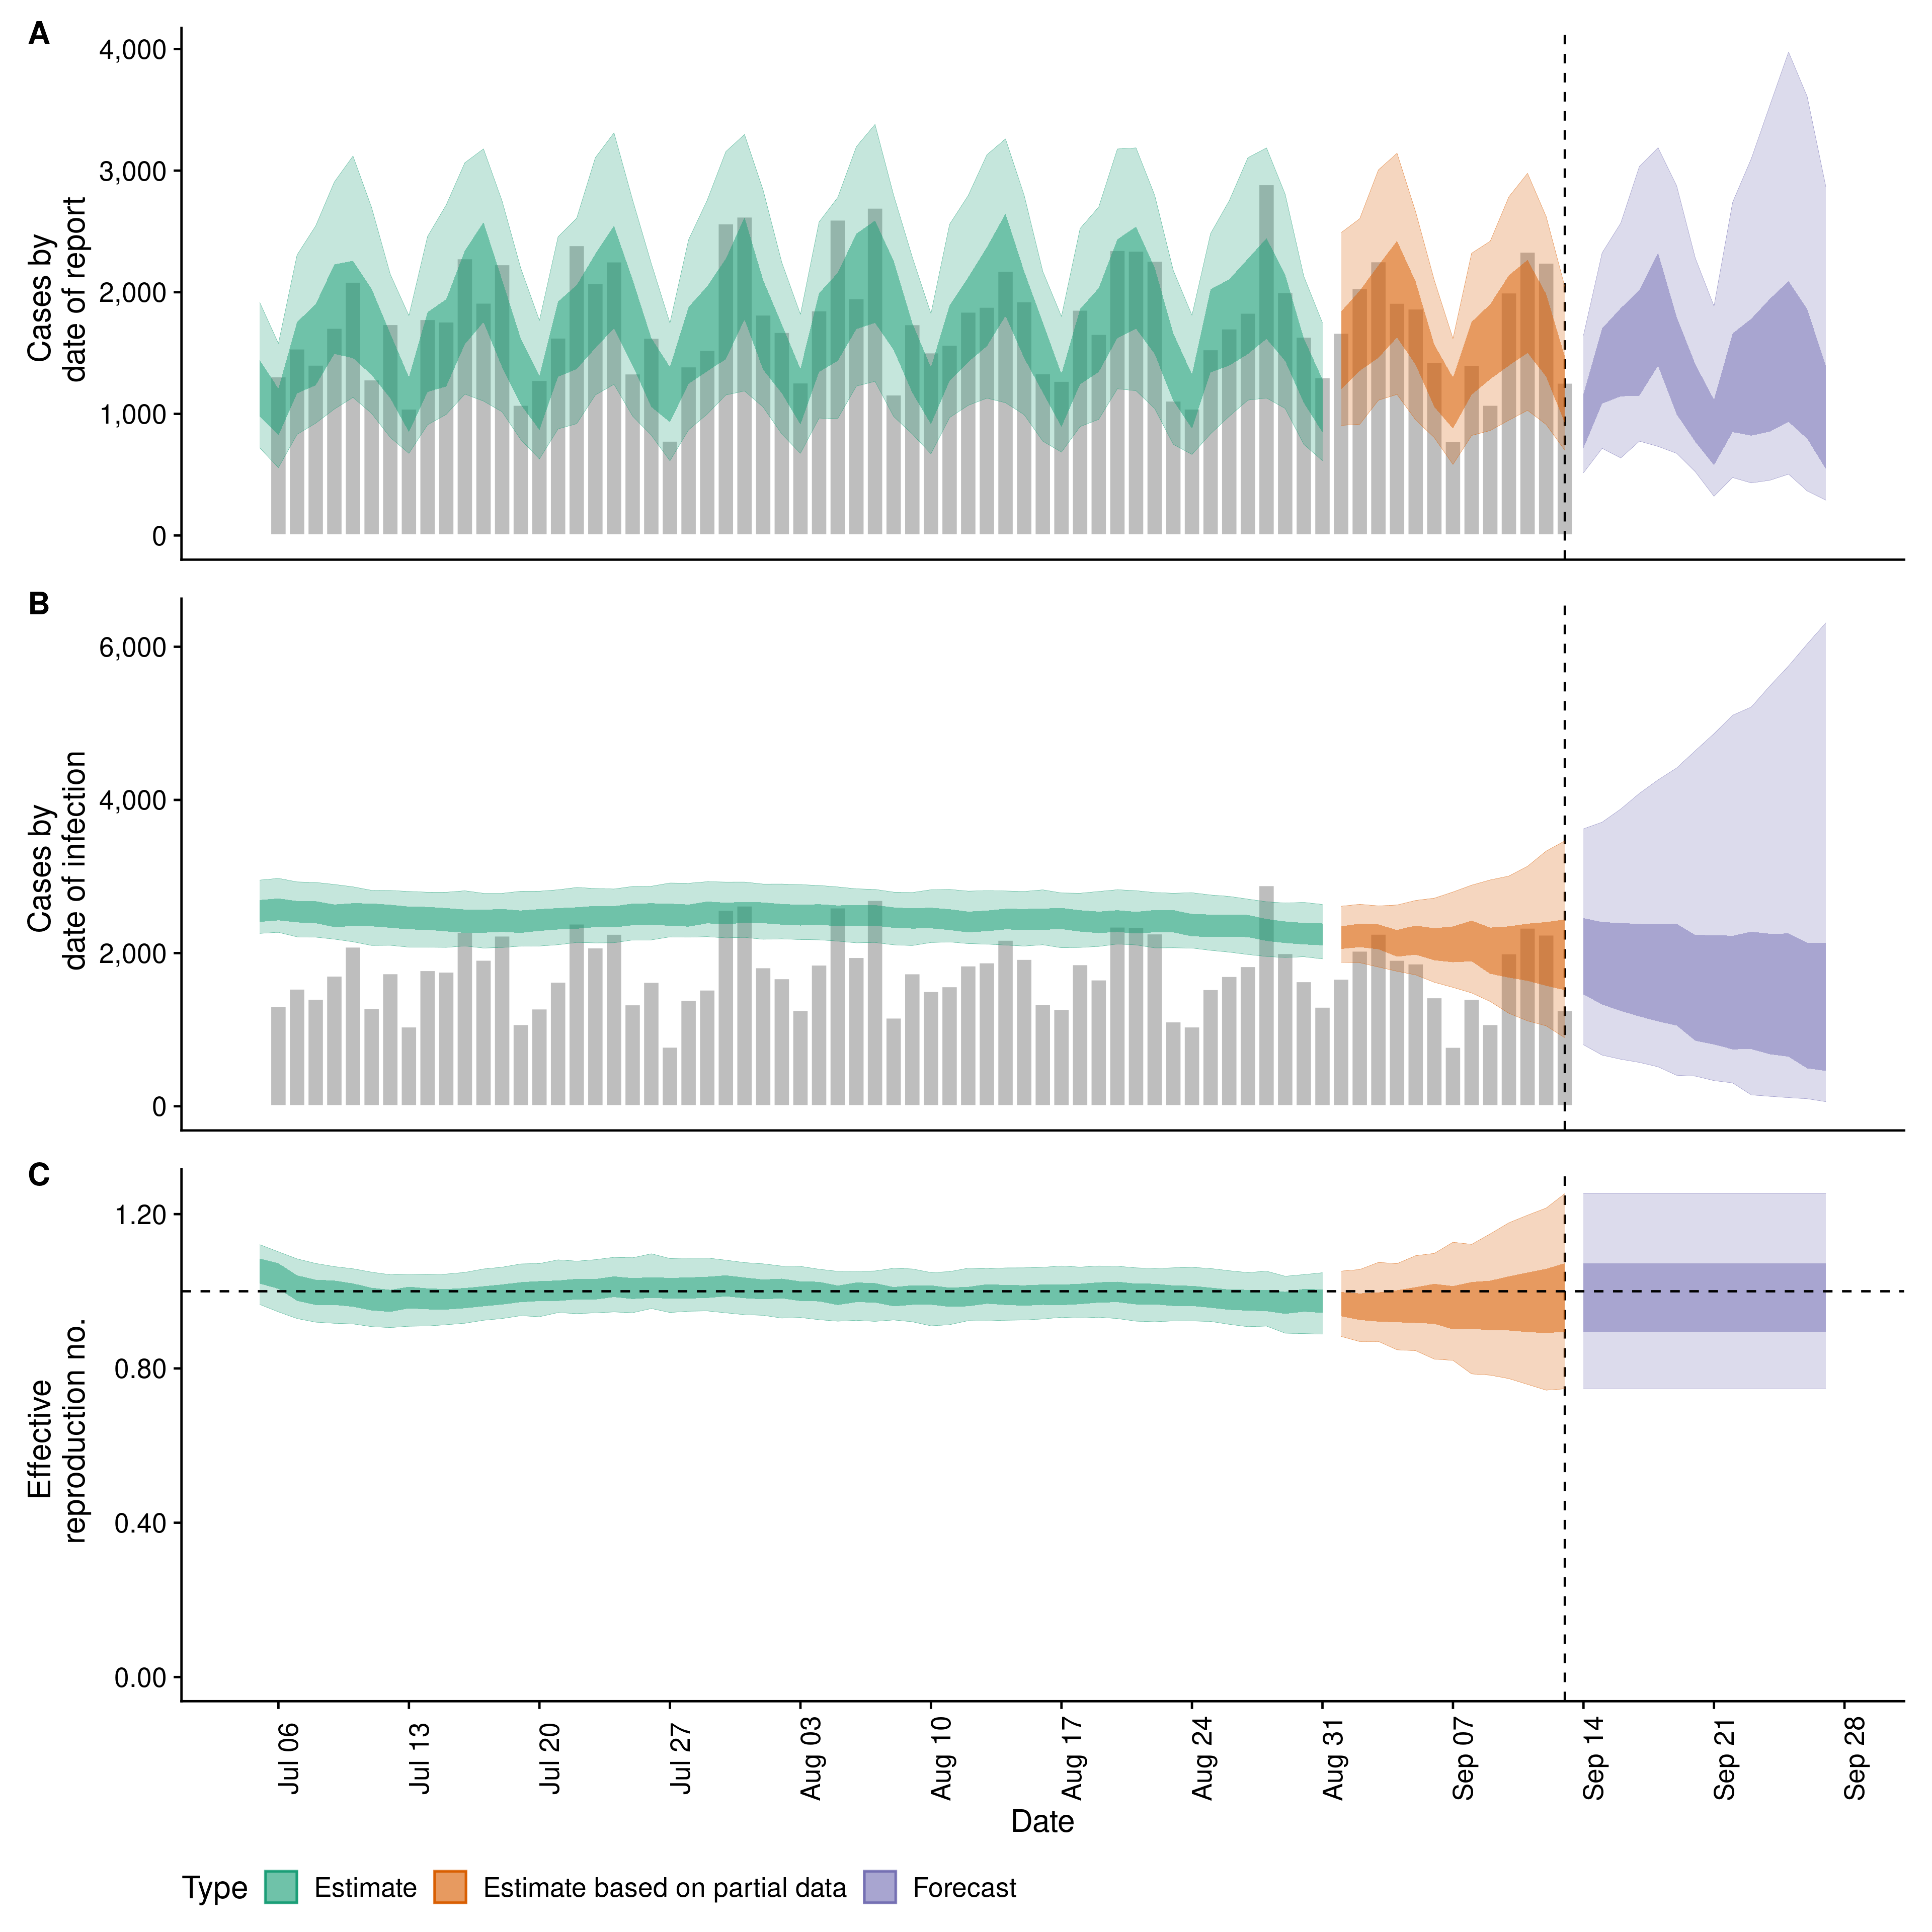 A
4,000
3,000
2,000
1,000
0
Cases by
date of report
B
6,000
4,000
2,000
0
Cases by
date of infection
C
1.20
0.80
0.40
0.00
Effective
reproduction no.
Jul 06
Jul 13
Jul 20
Jul 27
Aug 03
Aug 10
Aug 17
Aug 24
Aug 31
Sep 07
Sep 14
Sep 21
Sep 28
Date
Type Estimate Estimate based on partial data Forecast